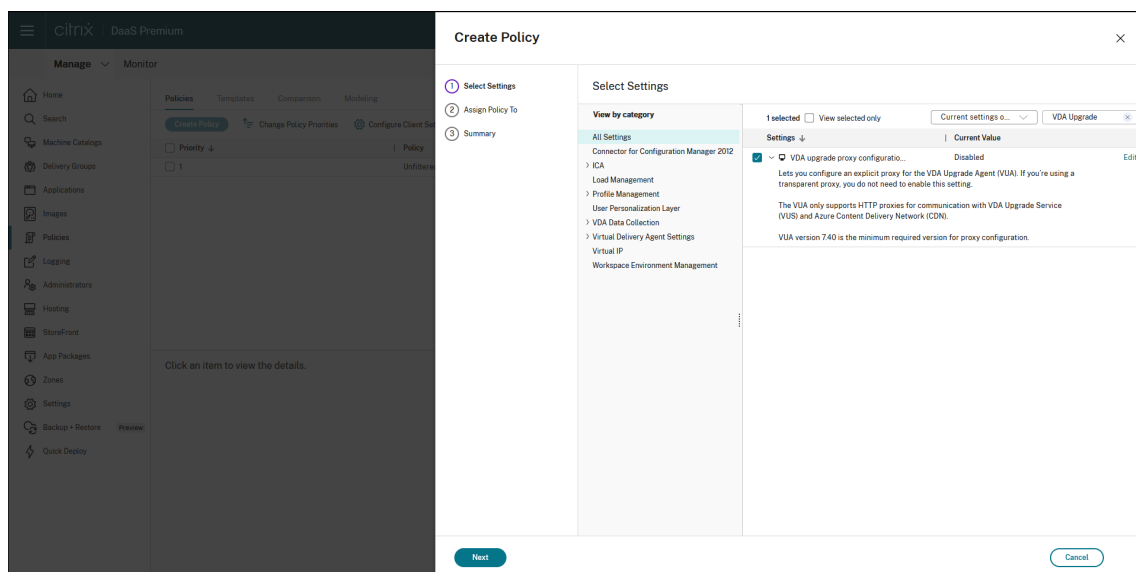 citrix DaaS Premium
Manage Monitor
Home
Search
Machine Catalogs
Delivery Groups
Applications
Images
Policies
Logging
Administrators
Hosting
StoreFront
App Packages
Zones
Settings
Backup + Restore Preview
Quick Deploy
Policies Templates Comparison Modeling
Create Policy Change Policy Priorities Configure Client Set
Priority Policy
1 Unfiltered
Click an item to view the details.
Create Policy
1 Select Settings
2 Assign Policy To
3 Summary
Select Settings
View by category
All Settings
Connector for Configuration Manager 2012
ICA
Load Management
Profile Management
User Personalization Layer
VDA Data Collection
Virtual Delivery Agent Settings
Virtual IP
Workspace Environment Management
1 selected View selected only Current settings o... VDA Upgrade
Settings Current Value
VDA upgrade proxy configuratio... Disabled Edit
Lets you configure an explicit proxy for the VDA Upgrade Agent (VUA). If you're using a
transparent proxy, you do not need to enable this setting.
The VUA only supports HTTP proxies for communication with VDA Upgrade Service
(VUS) and Azure Content Delivery Network (CDN).
VUA version 7.40 is the minimum required version for proxy configuration.
Next Cancel